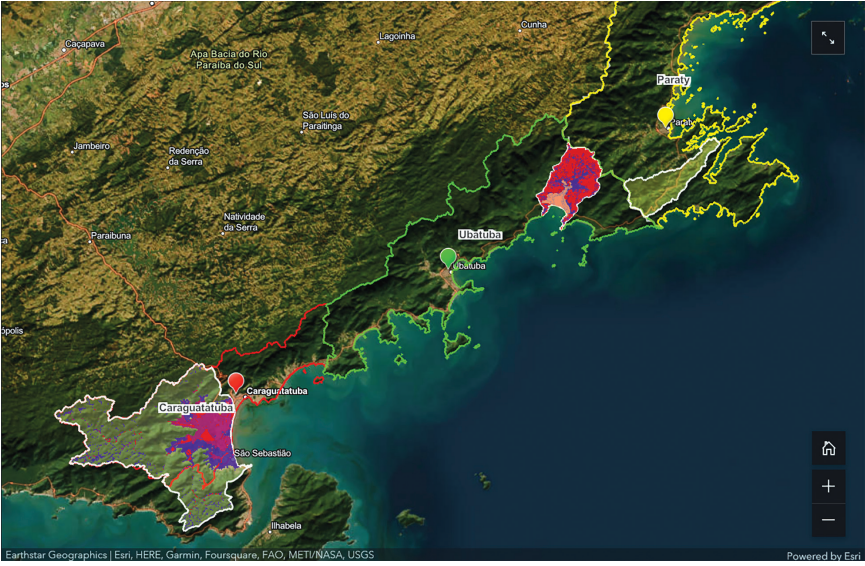 Cunha
Lagoinha
Caçapava
Apa Bacia do Rio
Paraíba do Sul
Paraty
São Luís do
Paraitinga
Jambeiro
Redenção
da Serra
Natividade
da Serra
Paraibuna
Ubatuba
Caraguatatuba
Caraguatatuba
São Sebastião
Ilhabela
Earthstar Geographics | Esri, HERE, Garmin, Foursquare, FAO, METI/NASA, USGS
Powered by Esri